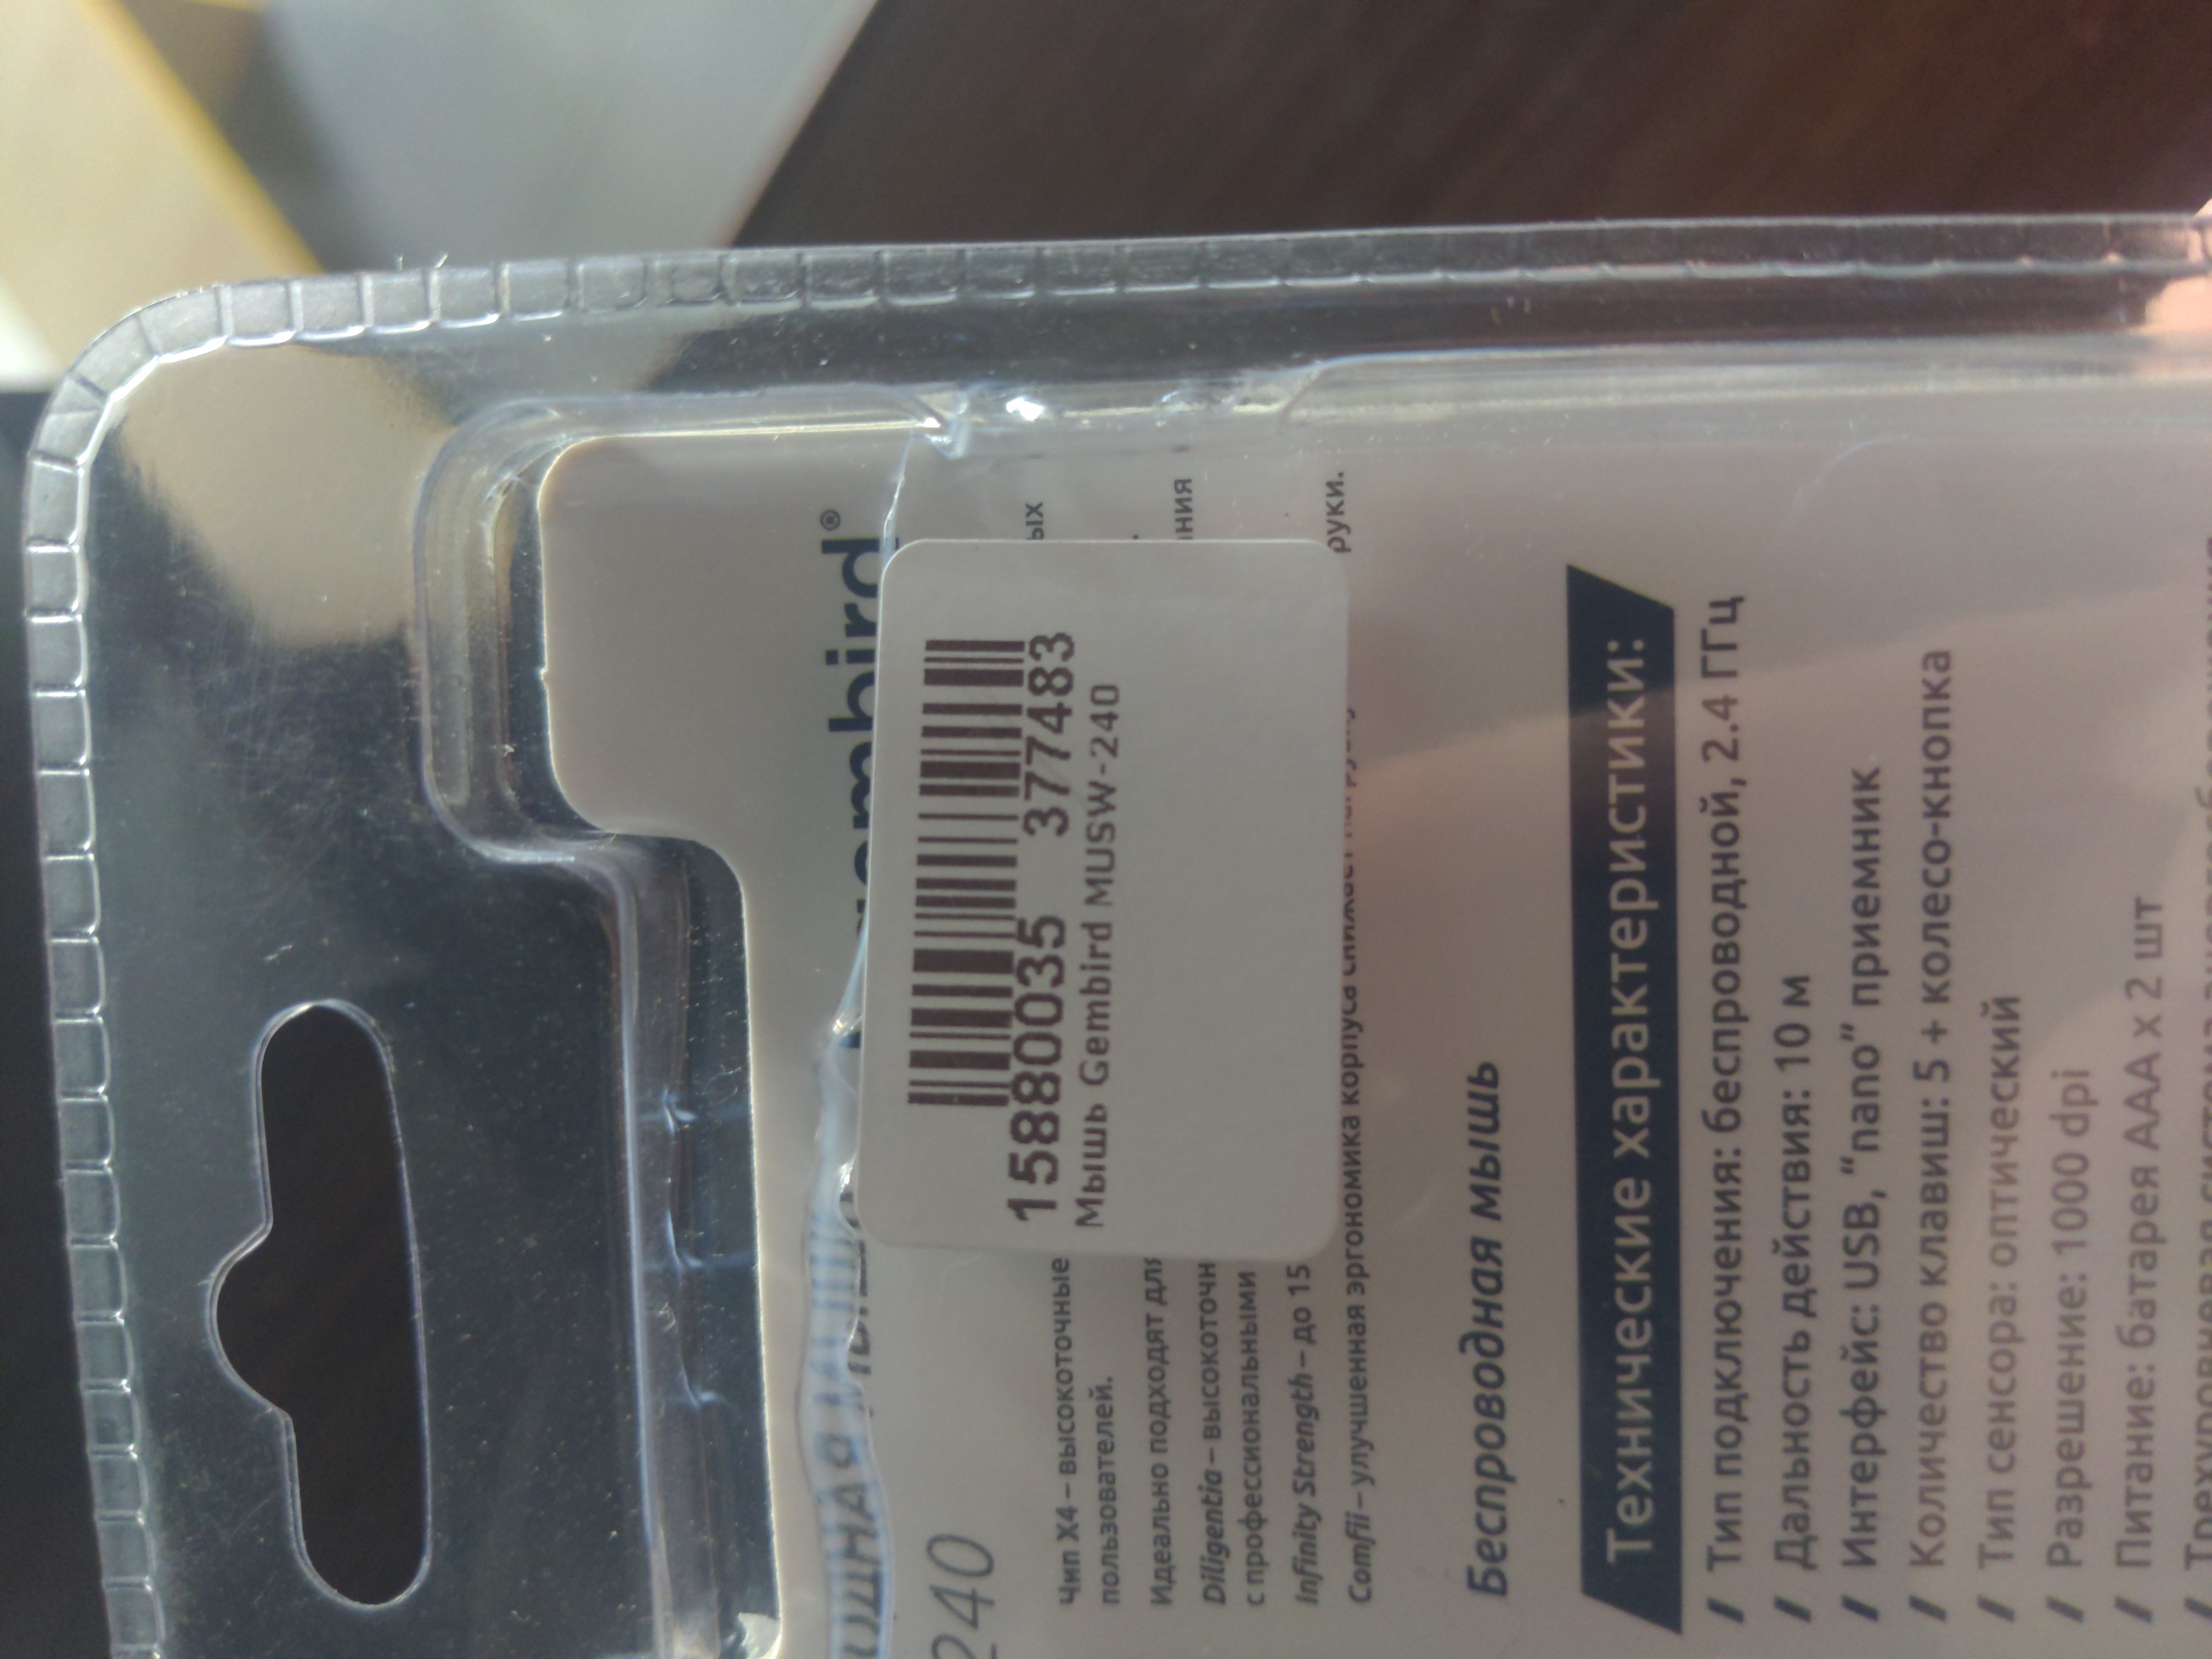 gembird®
240
15880035 377483
Мышь Gembird MUSW-240
Чип X4 – высокоточные
пользователей.
Идеально подходят для
Diligentia – высокоточн
с профессиональными
Infinity Strength – до 15
Comfii – улучшенная эргономика корпуса снижает нагрузку руки.
Беспроводная мышь
Технические характеристики:
Тип подключения: беспроводной, 2.4 ГГц
Дальность действия: 10 м
Интерфейс: USB, “nano” приемник
Количество клавиш: 5 + колесо-кнопка
Тип сенсора: оптический
Разрешение: 1000 dpi
Питание: батарея AAA x 2 шт